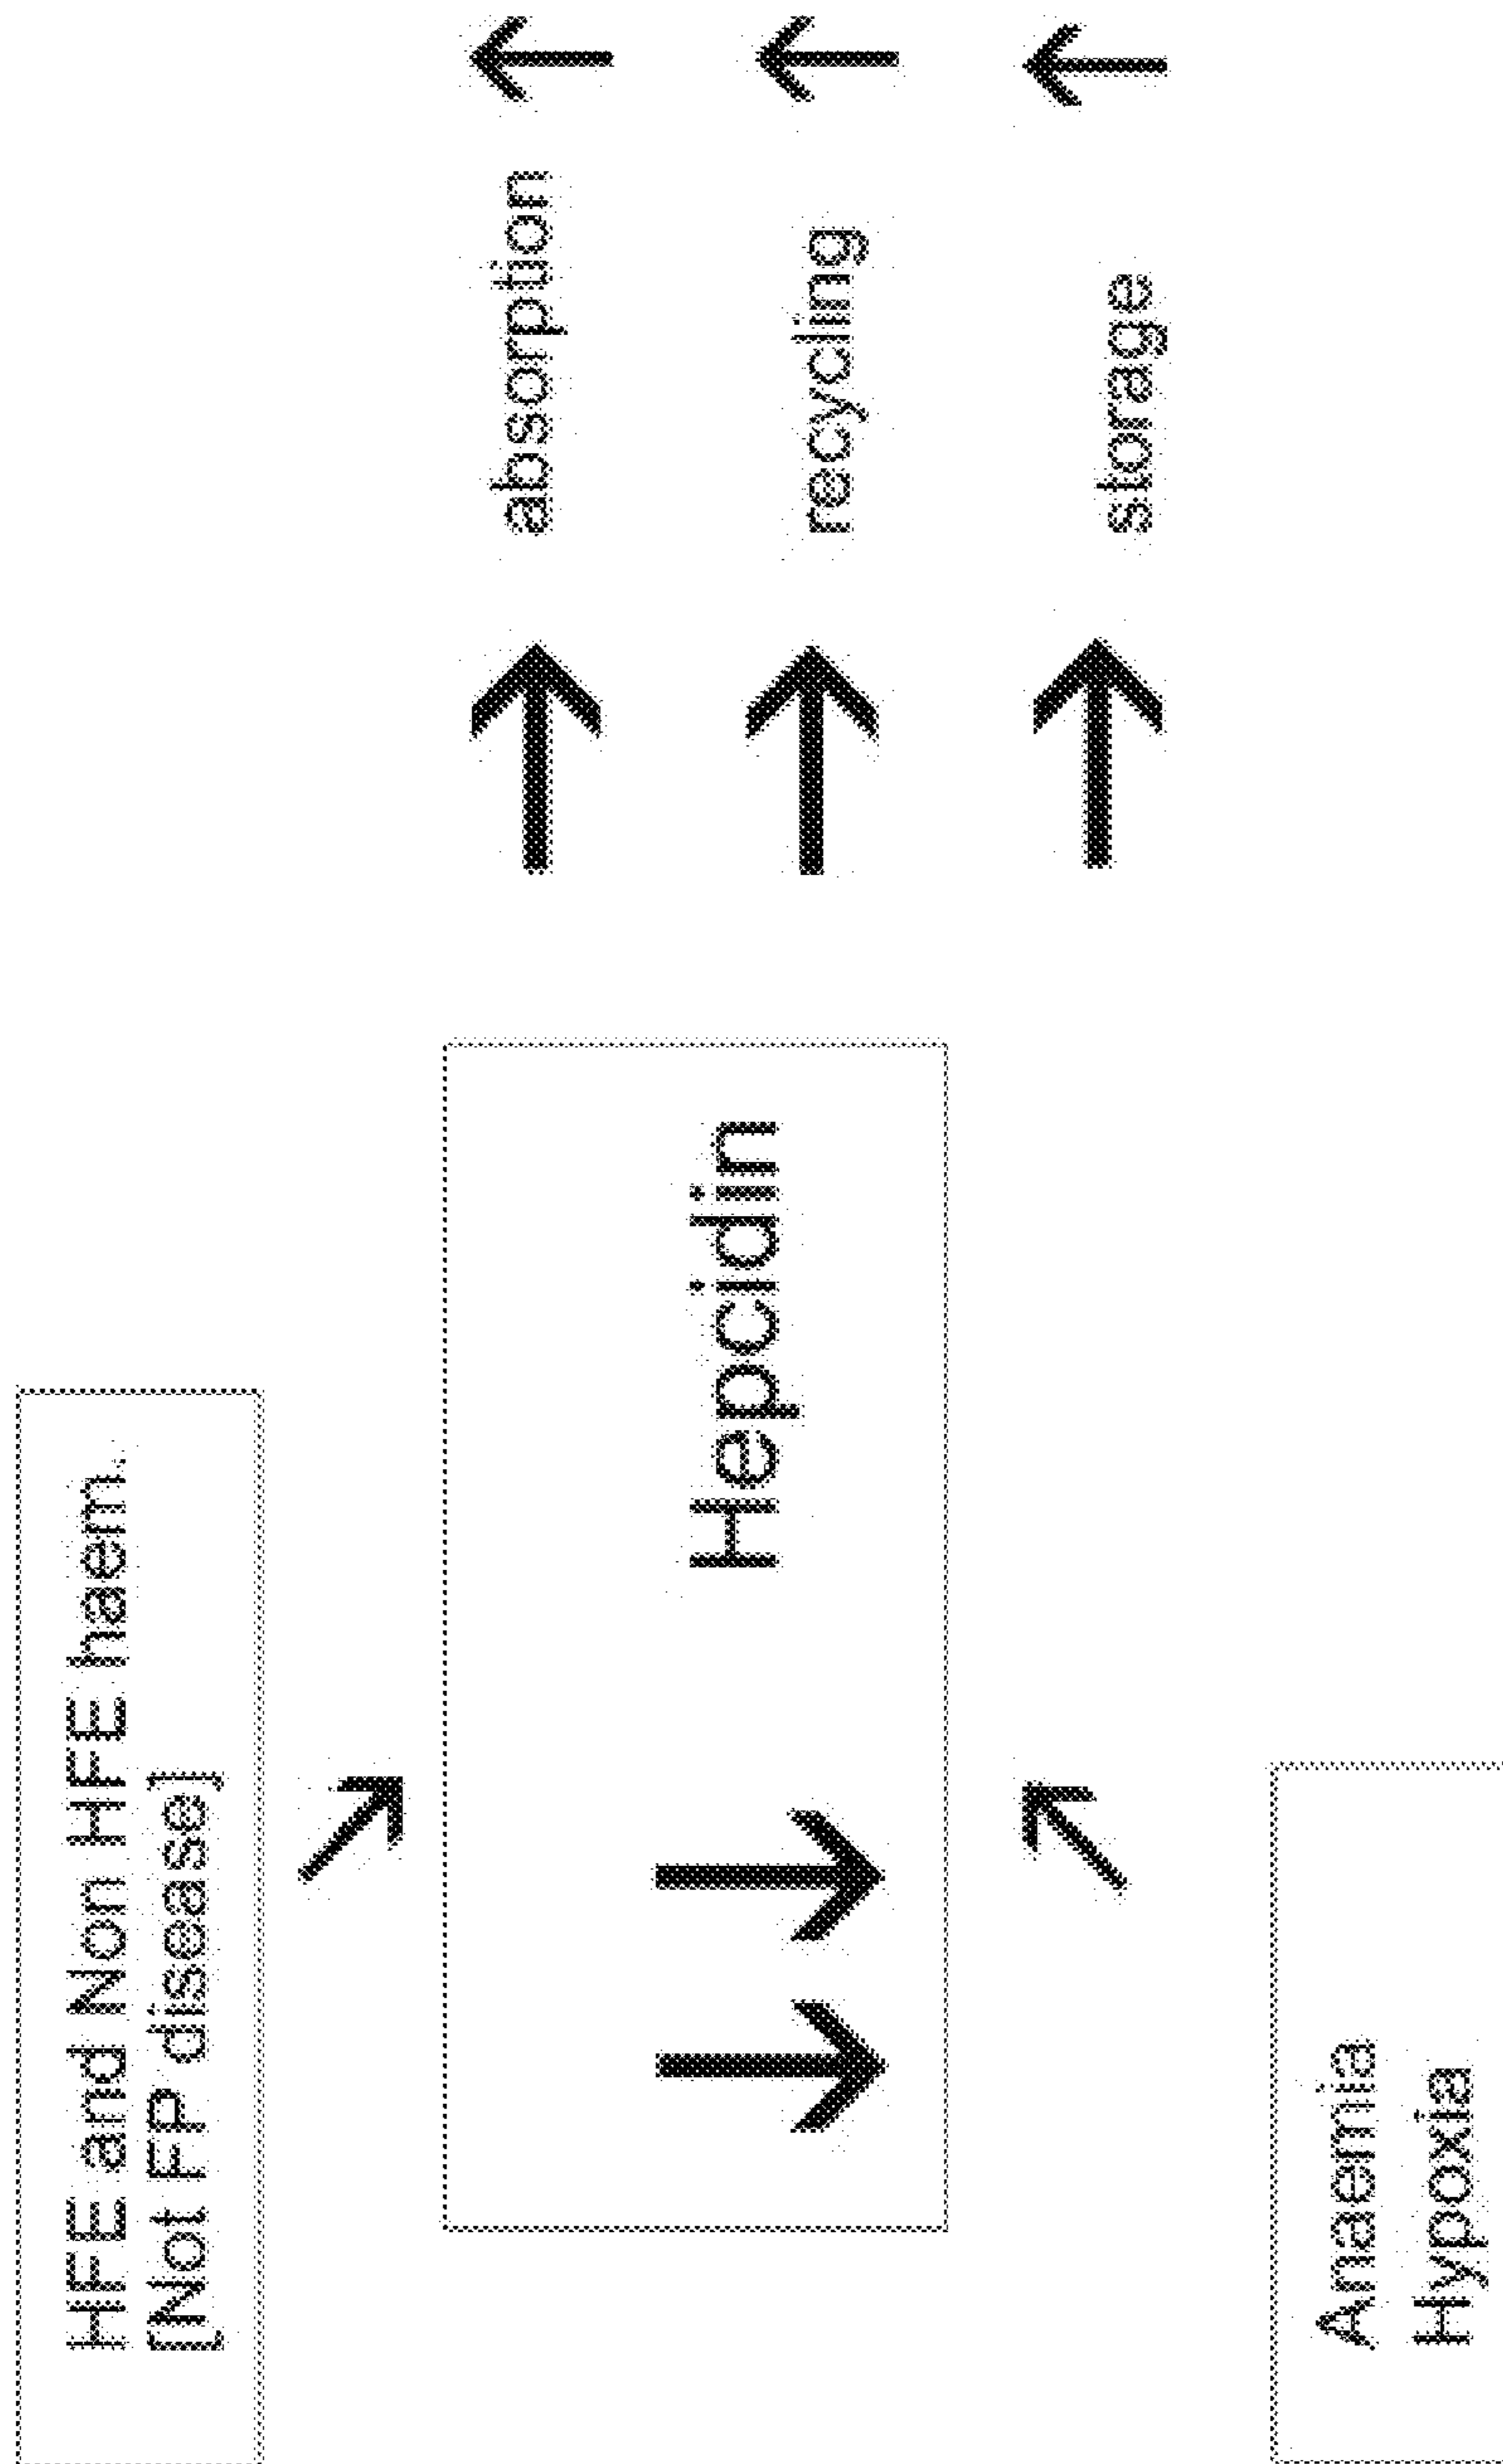 HFE and Non HFE haem.
[Not FP disease]
Hepcidin
absorption
recycling
storage
Anaemia
Hypoxia